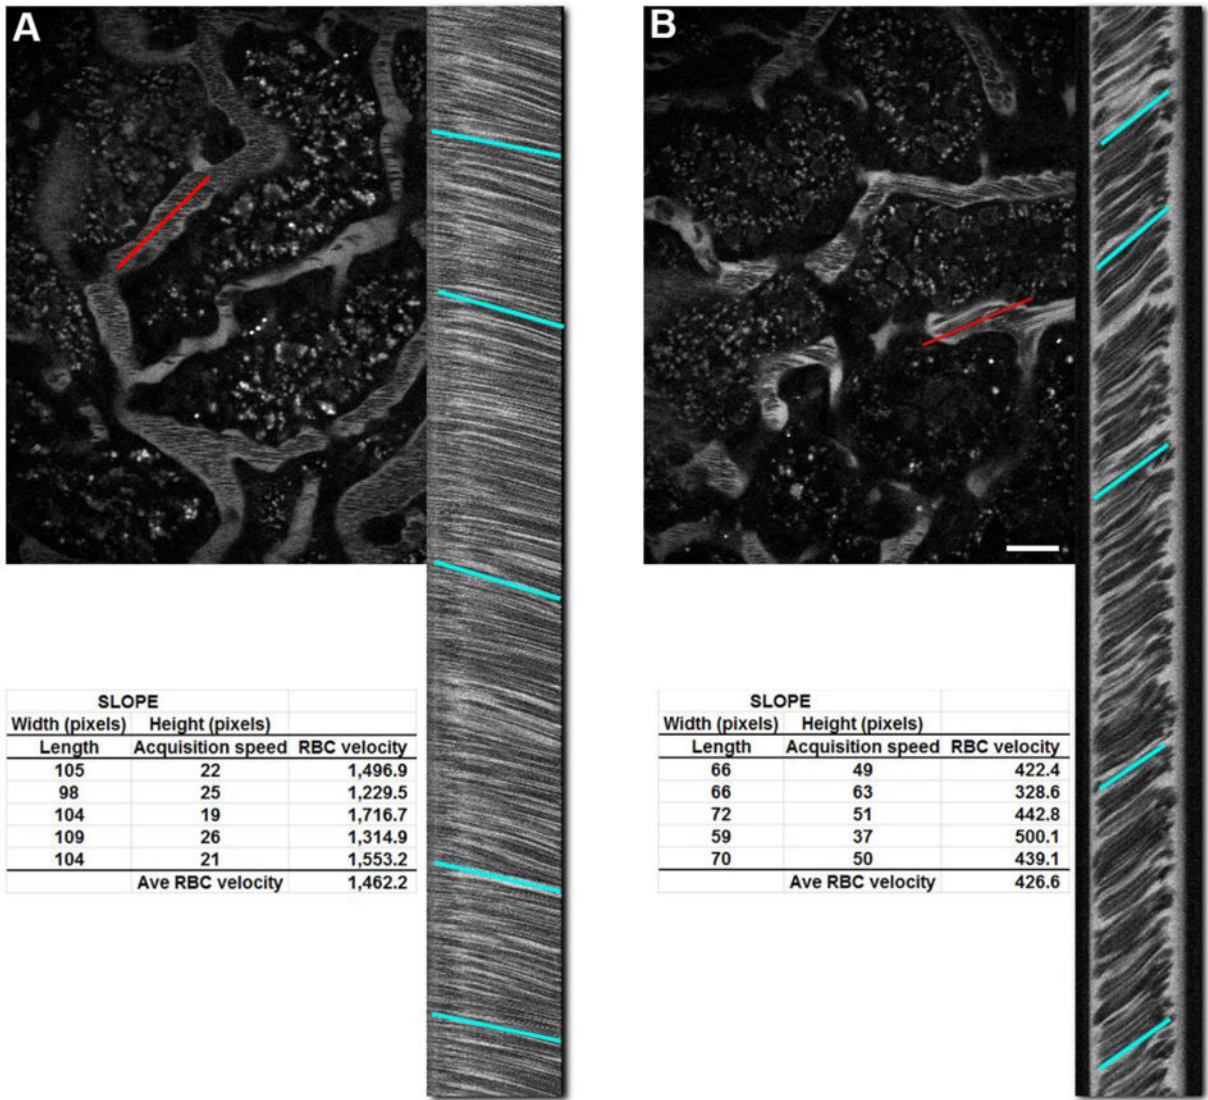 A
B
SLOPE
Width (pixels) Height (pixels)
Length Acquisition speed RBC velocity
105 22 1,496.9
98 25 1,229.5
104 19 1,716.7
109 26 1,314.9
104 21 1,553.2
Ave RBC velocity 1,462.2
SLOPE
Width (pixels) Height (pixels)
Length Acquisition speed RBC velocity
66 49 422.4
66 63 328.6
72 51 442.8
59 37 500.1
70 50 439.1
Ave RBC velocity 426.6